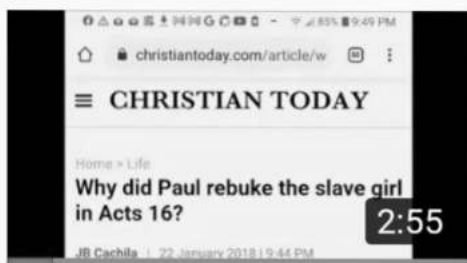 85% 9:49 PM
christiantoday.com/article/w
CHRISTIAN TODAY
Home > Life
Why did Paul rebuke the slave girl
in Acts 16?
2:55
JB Cachila | 22 January 2018 | 9:44 PM